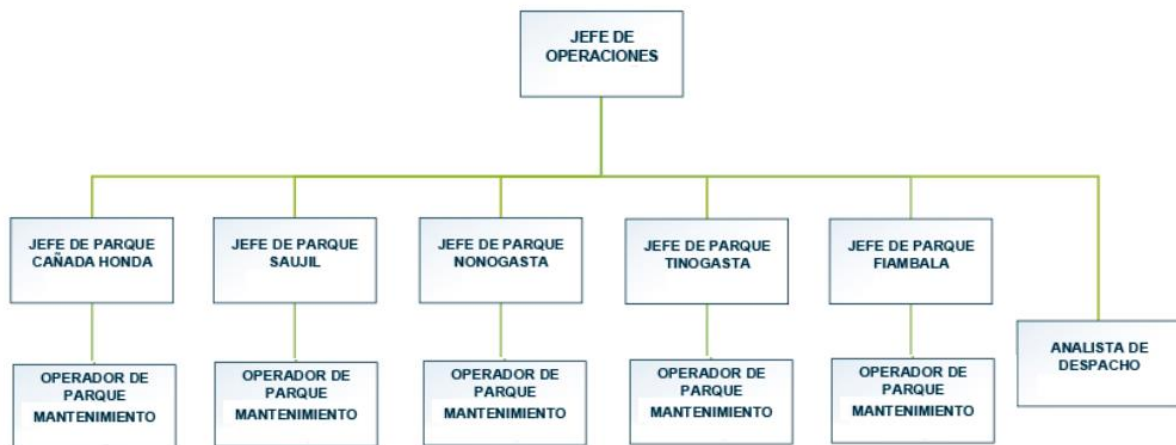 JEFE DE
OPERACIONES
JEFE DE PARQUE
CAÑADA HONDA
JEFE DE PARQUE
SAUJIL
JEFE DE PARQUE
NONOGASTA
JEFE DE PARQUE
TINOGASTA
JEFE DE PARQUE
FIAMBALA
ANALISTA DE
DESPACHO
OPERADOR DE
PARQUE
MANTENIMIENTO
OPERADOR DE
PARQUE
MANTENIMIENTO
OPERADOR DE
PARQUE
MANTENIMIENTO
OPERADOR DE
PARQUE
MANTENIMIENTO
OPERADOR DE
PARQUE
MANTENIMIENTO